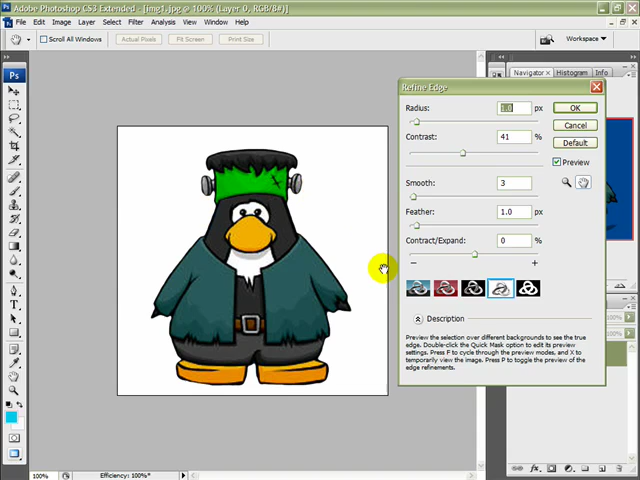 Adobe Photoshop CS3 Extended - [img1.jpg @ 100% (Layer 0, RGB/8#)]
File Edit Image Layer Select Filter Analysis View Window Help
Scroll All Windows Actual Pixels Fit Screen Print Size Workspace
Ps
Navigator Histogram Info
Refine Edge
Radius: 1.0 px
OK
Contrast: 41 %
Cancel
Default
Preview
Smooth: 3
Feather: 1.0 px
Contract/Expand: 0 %
Description
Preview the selection over different backgrounds to see the true
edge. Double-click the Quick Mask option to edit its preview
settings. Press F to cycle through the preview modes, and X to
temporarily view the image. Press P to toggle the preview of the
edge refinements.
100% Efficiency: 100%*